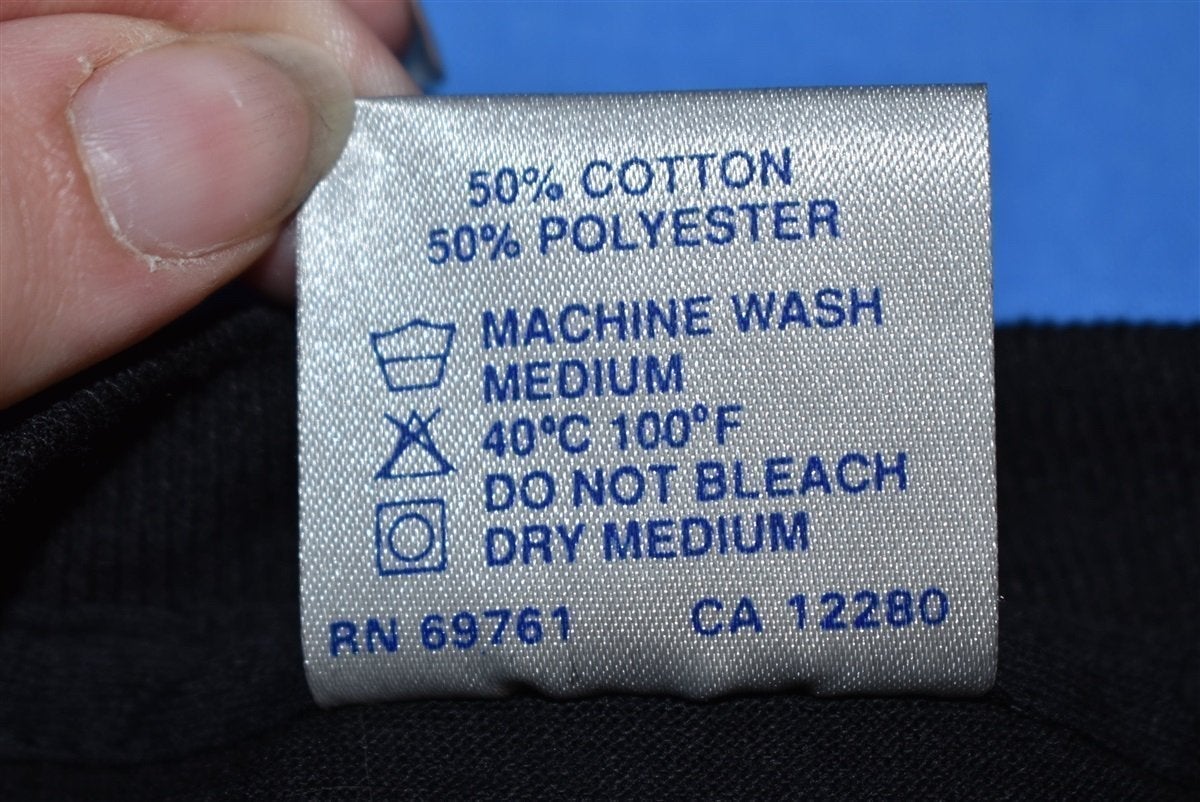 50% COTTON
50% POLYESTER
MACHINE WASH
MEDIUM
40°C 100°F
DO NOT BLEACH
DRY MEDIUM
RN 69761 CA 12280